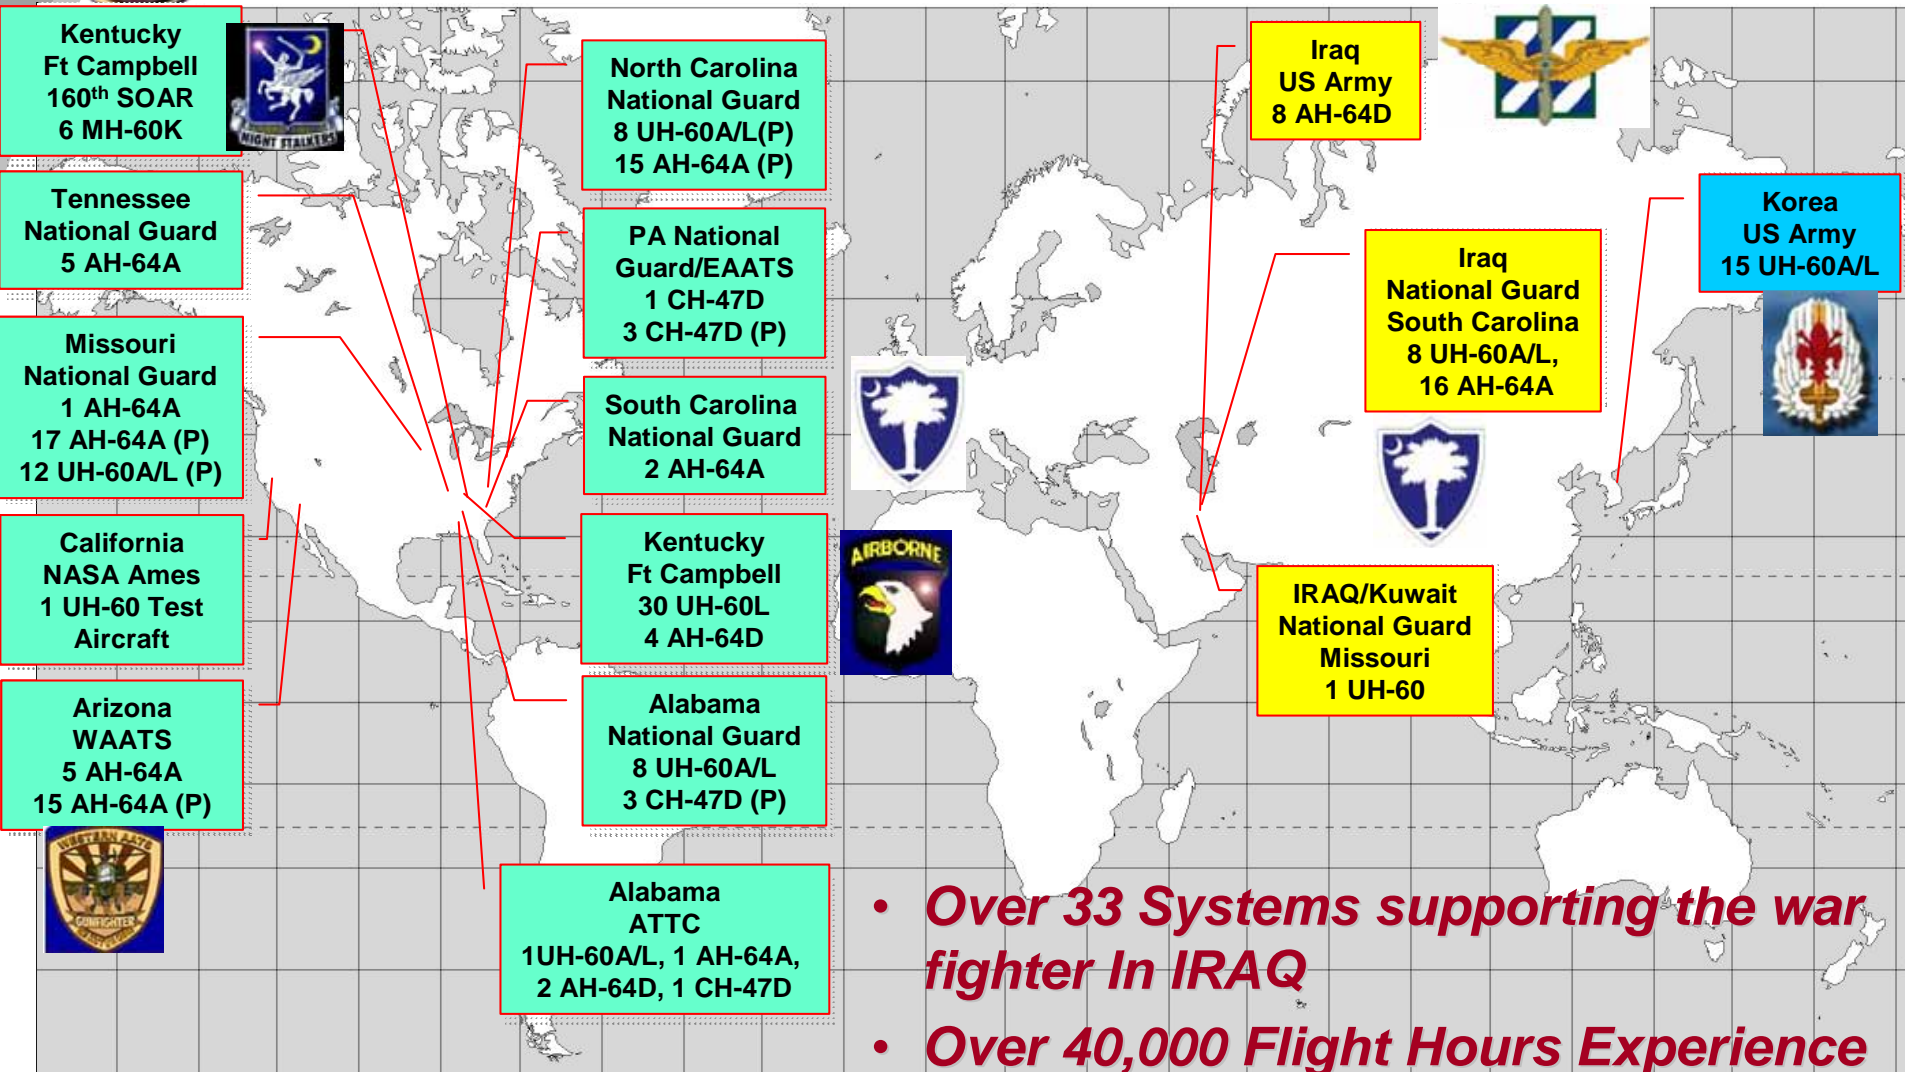 Kentucky
Ft Campbell
160th SOAR
6 MH-60K
NIGHT STALKERS
Tennessee
National Guard
5 AH-64A
Missouri
National Guard
1 AH-64A
17 AH-64A (P)
12 UH-60A/L (P)
California
NASA Ames
1 UH-60 Test
Aircraft
Arizona
WAATS
5 AH-64A
15 AH-64A (P)
WESTERN AATS
GUNFIGHTER
North Carolina
National Guard
8 UH-60A/L(P)
15 AH-64A (P)
PA National
Guard/EAATS
1 CH-47D
3 CH-47D (P)
South Carolina
National Guard
2 AH-64A
Kentucky
Ft Campbell
30 UH-60L
4 AH-64D
AIRBORNE
Alabama
National Guard
8 UH-60A/L
3 CH-47D (P)
Alabama
ATTC
1UH-60A/L, 1 AH-64A,
2 AH-64D, 1 CH-47D
Iraq
US Army
8 AH-64D
Iraq
National Guard
South Carolina
8 UH-60A/L,
16 AH-64A
IRAQ/Kuwait
National Guard
Missouri
1 UH-60
Korea
US Army
15 UH-60A/L
• Over 33 Systems supporting the war
fighter In IRAQ
• Over 40,000 Flight Hours Experience